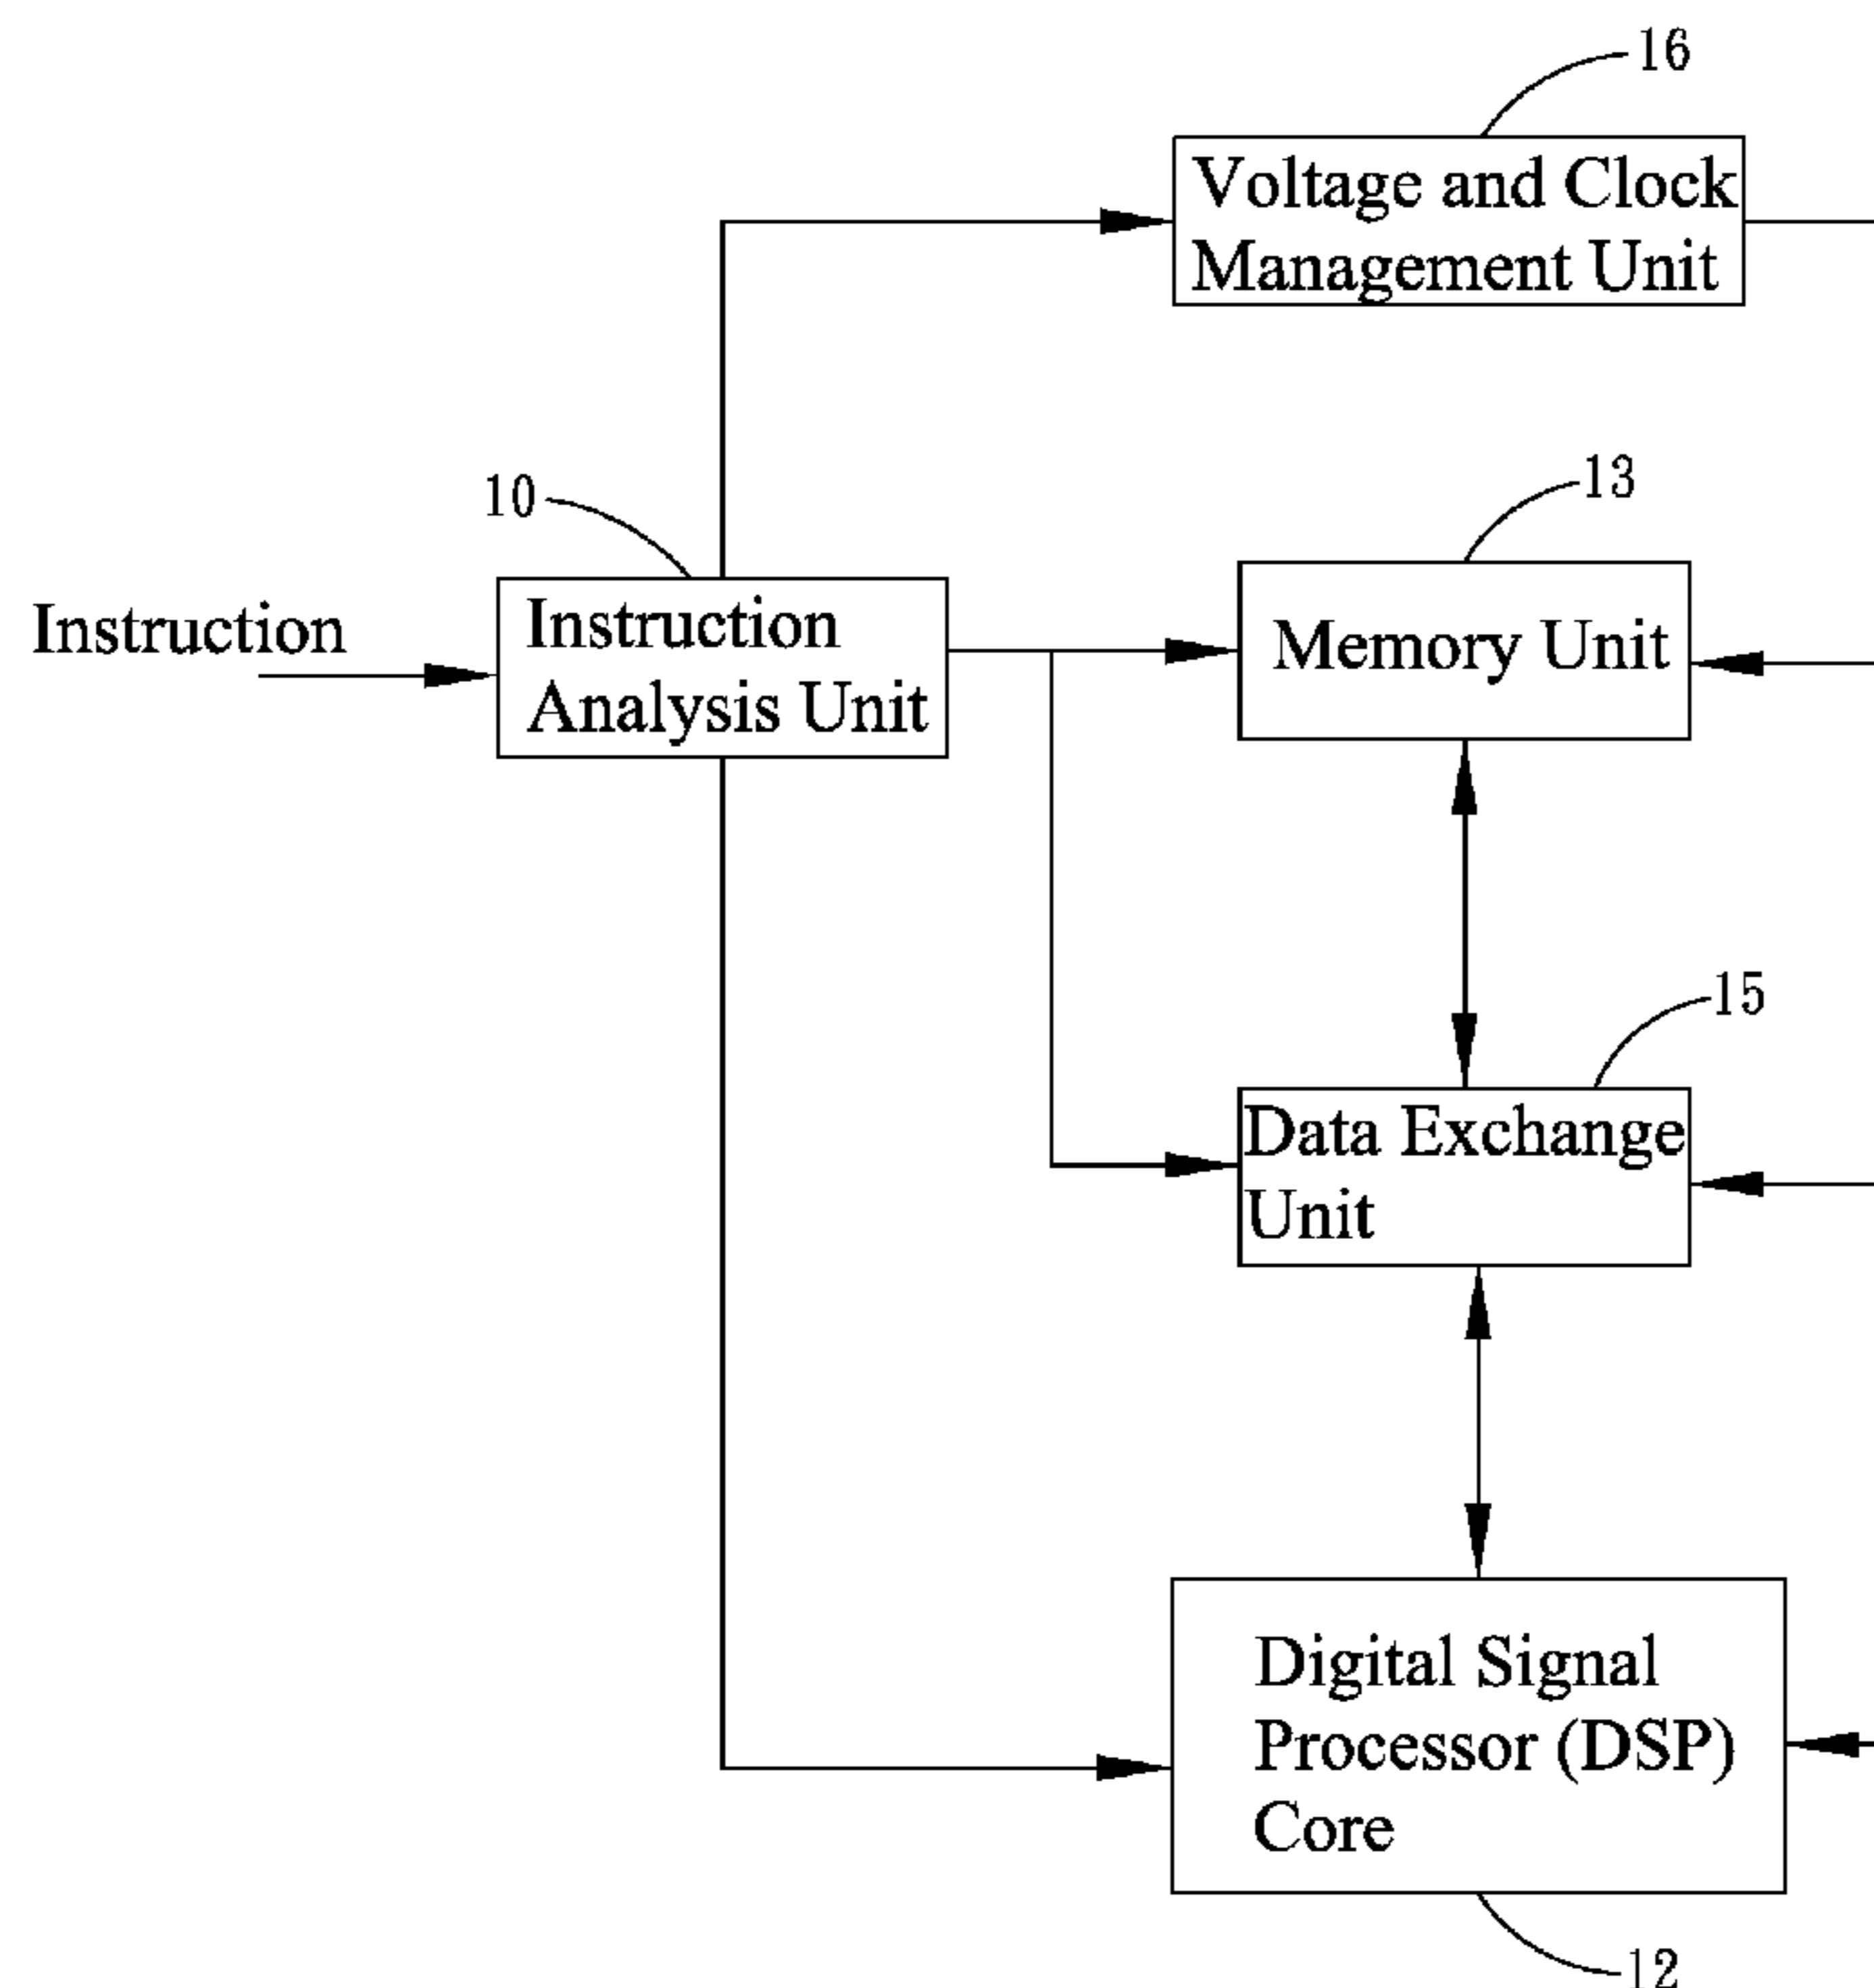 16
Voltage and Clock
Management Unit
10
13
Instruction
Instruction
Analysis Unit
Memory Unit
15
Data Exchange
Unit
Digital Signal
Processor (DSP)
Core
12